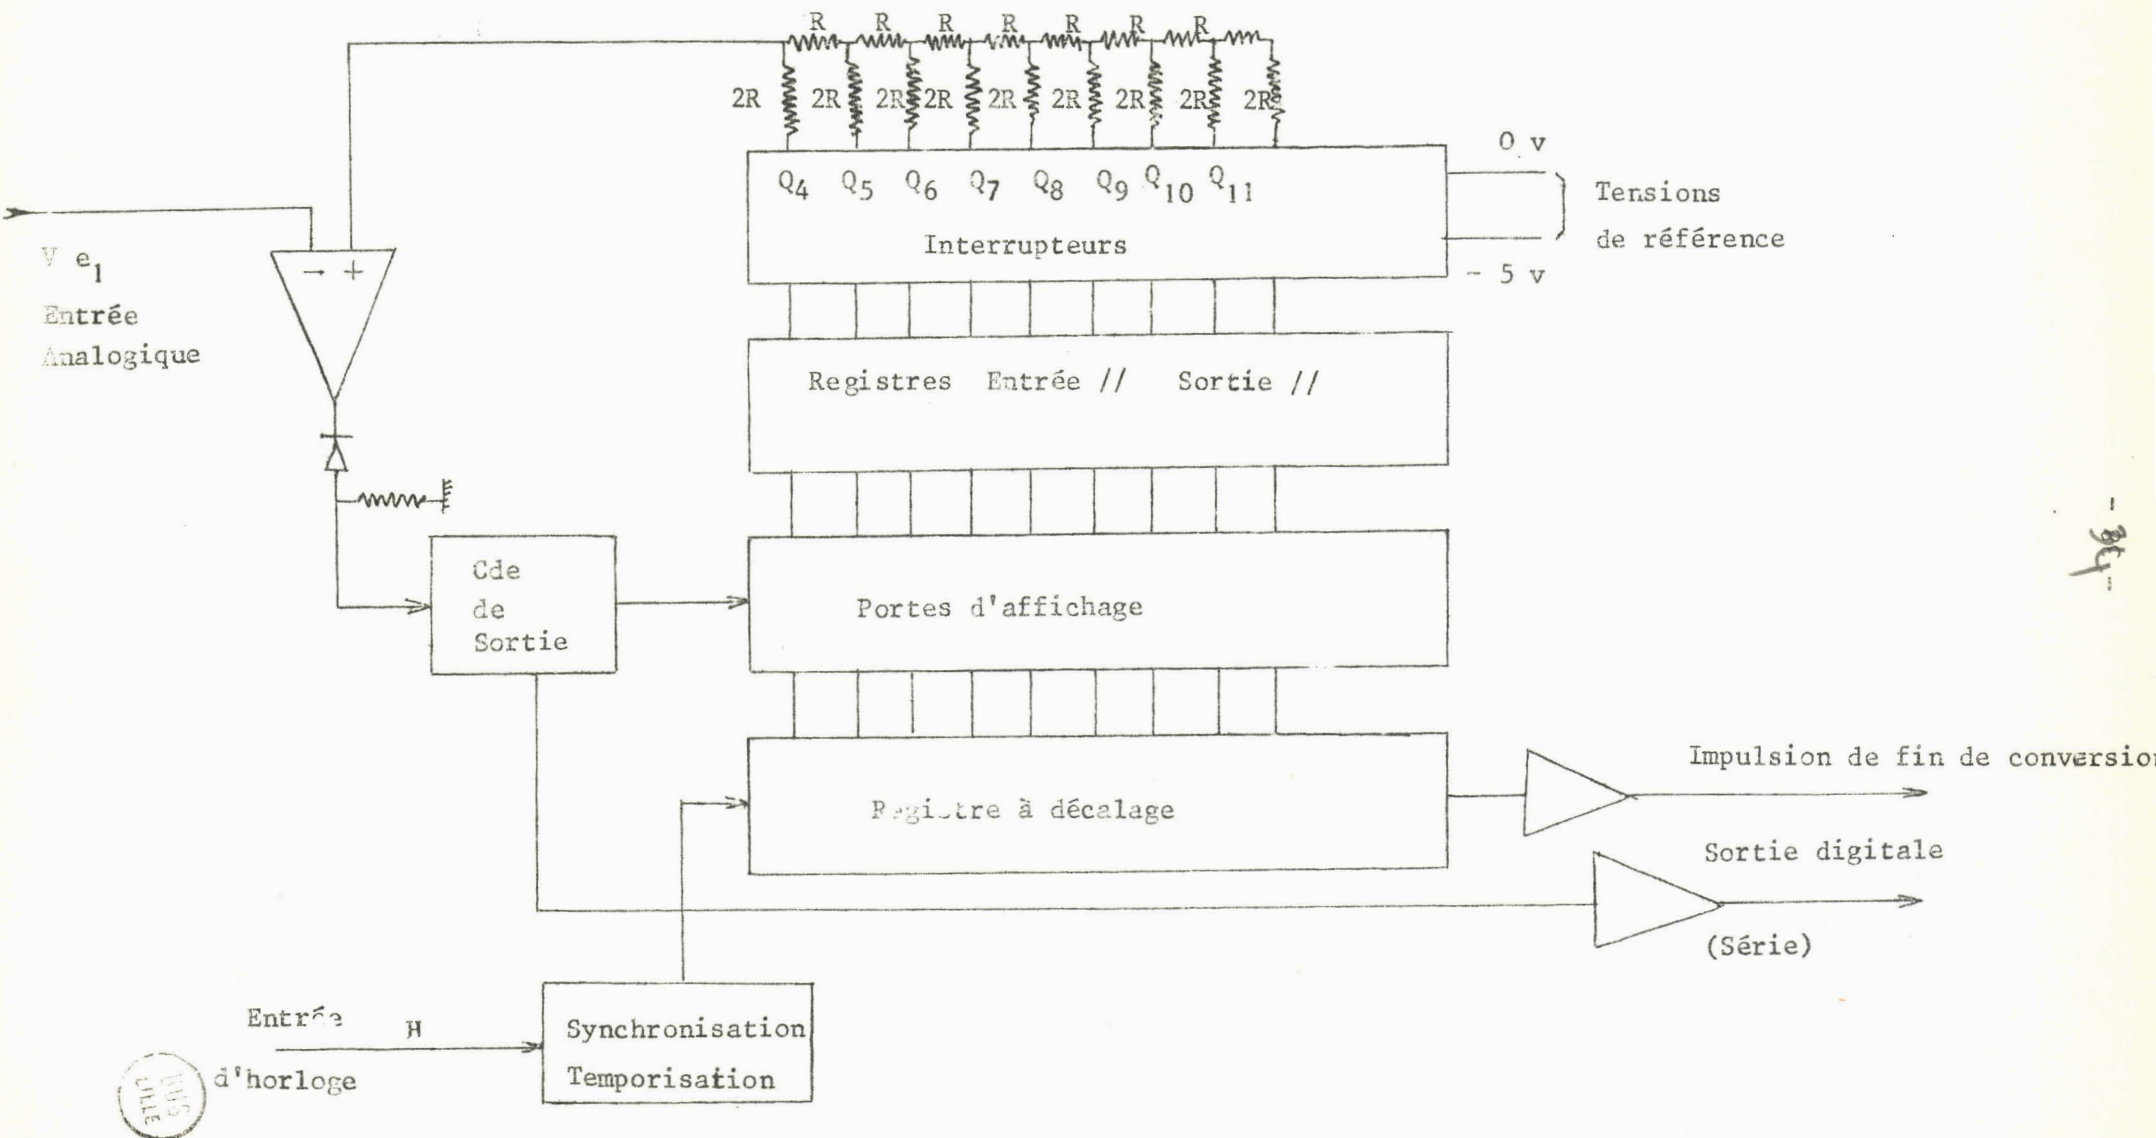 R R R R R R R
2R 2R 2R 2R 2R 2R 2R 2R 2R
0 v
Q4 Q5 Q6 Q7 Q8 Q9 Q10 Q11
Tensions
de référence
Interrupteurs
- 5 v
V e1
Entrée
Analogique
- +
Registres Entrée // Sortie //
Cde
de
Sortie
Portes d'affichage
Registre à décalage
Impulsion de fin de conversion
Sortie digitale
(Série)
Entrée H
d'horloge
Synchronisation
Temporisation
BUS
LILLE